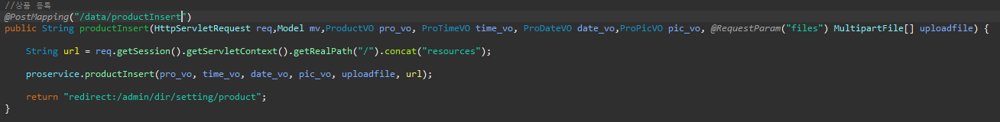 //상품 등록
@PostMapping("/data/productInsert")
public String productInsert(HttpServletRequest req,Model mv,ProductVO pro_vo, ProTimeVO time_vo, ProDateVO date_vo,ProPicVO pic_vo, @RequestParam("files") MultipartFile[] uploadfile) {
String url = req.getSession().getServletContext().getRealPath("/").concat("resources");
proservice.productInsert(pro_vo, time_vo, date_vo, pic_vo, uploadfile, url);
return "redirect:/admin/dir/setting/product";
}